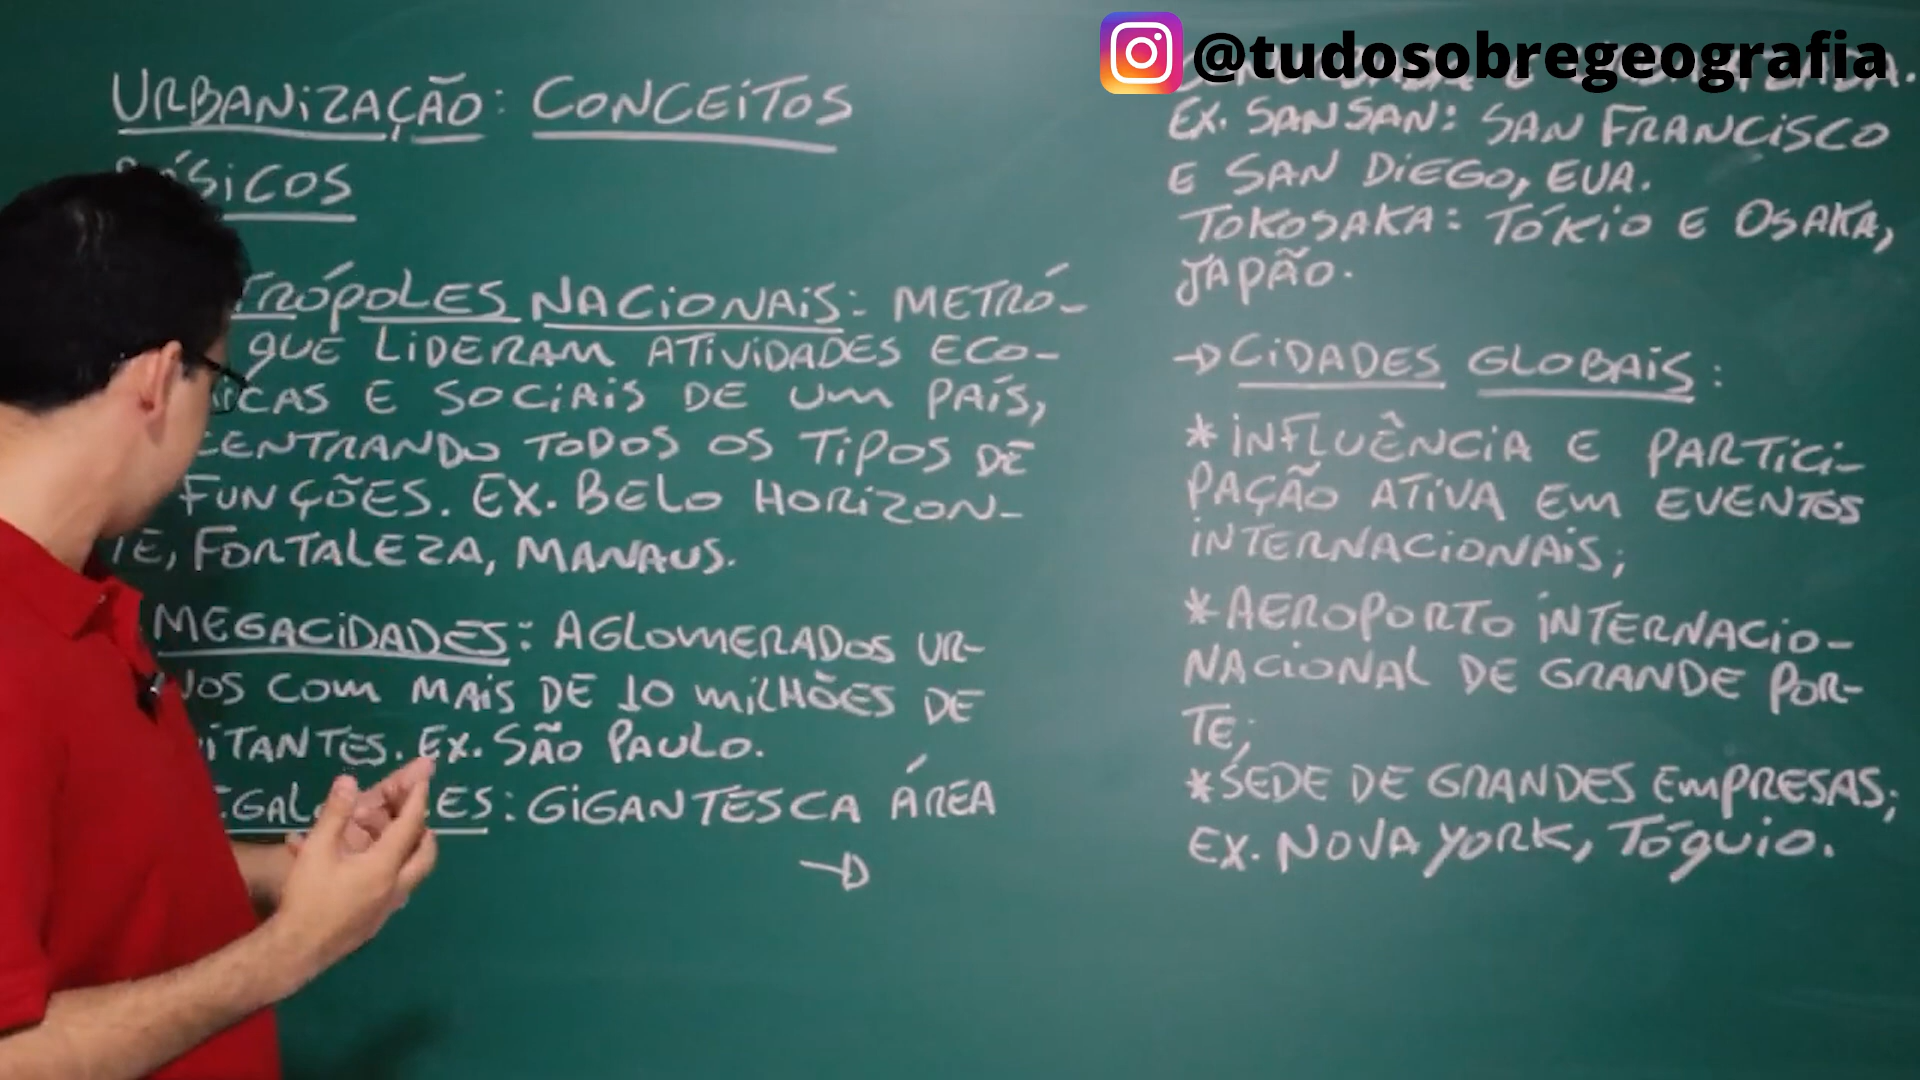 URBANIZAÇÃO: CONCEITOS
SICOS
TRÓPOLES NACIONAIS: METRÓ-
QUE LIDERAM ATIVIDADES ECO-
CAS E SOCIAIS DE UM PAÍS,
CENTRANDO TODOS OS TIPOS DE
FUNÇÕES. EX. BELO HORIZON-
TE, FORTALEZA, MANAUS.
MEGACIDADES: AGLOMERADOS UR-
NOS COM MAIS DE 10 MILHÕES DE
ITANTES. EX. SÃO PAULO.
EGAL ES: GIGANTESCA ÁREA
→
@tudosobregeografia
EX. SANSAN: SAN FRANCISCO
E SAN DIEGO, EUA.
TOKOSAKA: TÓKIO E OSAKA,
JAPÃO.
→ CIDADES GLOBAIS:
* INFLUÊNCIA E PARTICI-
PAÇÃO ATIVA EM EVENTOS
INTERNACIONAIS;
* AEROPORTO INTERNACIO-
NACIONAL DE GRANDE POR-
TE;
* SEDE DE GRANDES EMPRESAS;
EX. NOVA YORK, TÓQUIO.